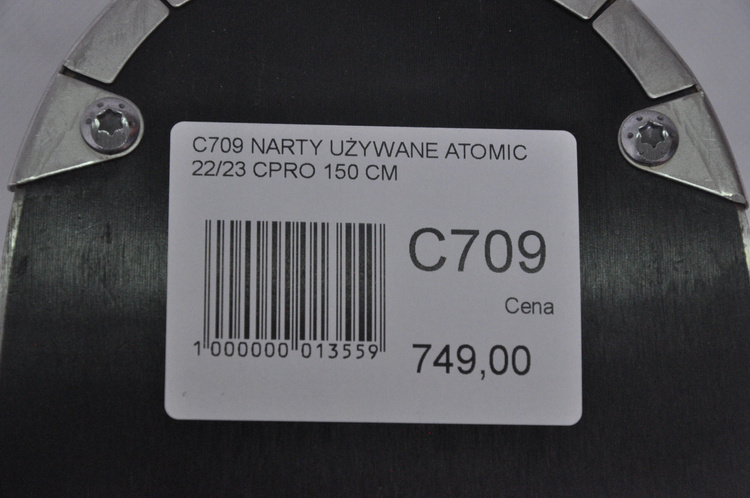 C709 NARTY UŻYWANE ATOMIC
22/23 CPRO 150 CM
C709
Cena
749,00
1 000000 013559